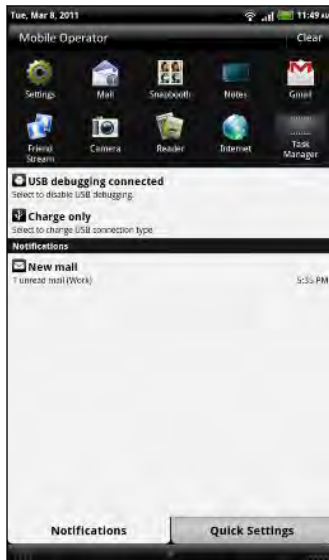 Tue, Mar 8, 2011 11:49 AM
Mobile Operator Clear
Settings Mail Snapbooth Notes Gmail
Friend Stream Camera Reader Internet Task Manager
USB debugging connected
Select to disable USB debugging.
Charge only
Select to change USB connection type
Notifications
New mail
1 unread mail (Work) 5:35 PM
Notifications Quick Settings